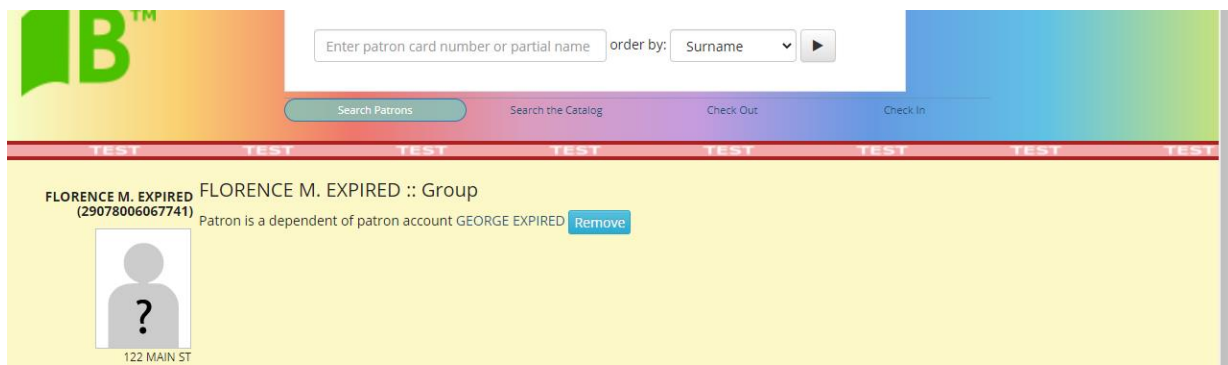 B™
Enter patron card number or partial name order by: Surname
Search Patrons Search the Catalog Check Out Check In
TEST TEST TEST TEST TEST TEST TEST TEST
FLORENCE M. EXPIRED
(29078006067741)
FLORENCE M. EXPIRED :: Group
Patron is a dependent of patron account GEORGE EXPIRED Remove
?
122 MAIN ST